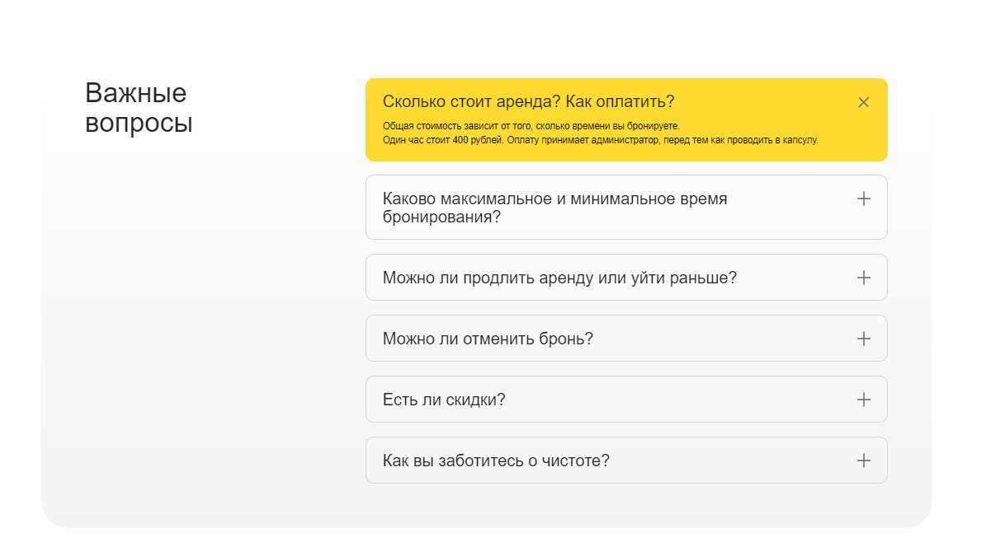 Важные
вопросы
Сколько стоит аренда? Как оплатить?
Общая стоимость зависит от того, сколько времени вы бронируете.
Один час стоит 400 рублей. Оплату принимает администратор, перед тем как проводить в капсулу.
Каково максимальное и минимальное время
бронирования?
Можно ли продлить аренду или уйти раньше?
Можно ли отменить бронь?
Есть ли скидки?
Как вы заботитесь о чистоте?